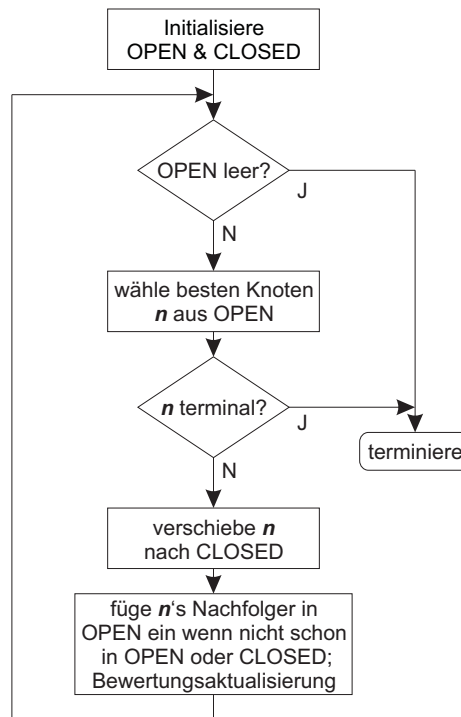 Initialisiere
OPEN & CLOSED
OPEN leer?
J
N
wähle besten Knoten
n aus OPEN
n terminal?
J
terminiere
N
verschiebe n
nach CLOSED
füge n‘s Nachfolger in
OPEN ein wenn nicht schon
in OPEN oder CLOSED;
Bewertungsaktualisierung